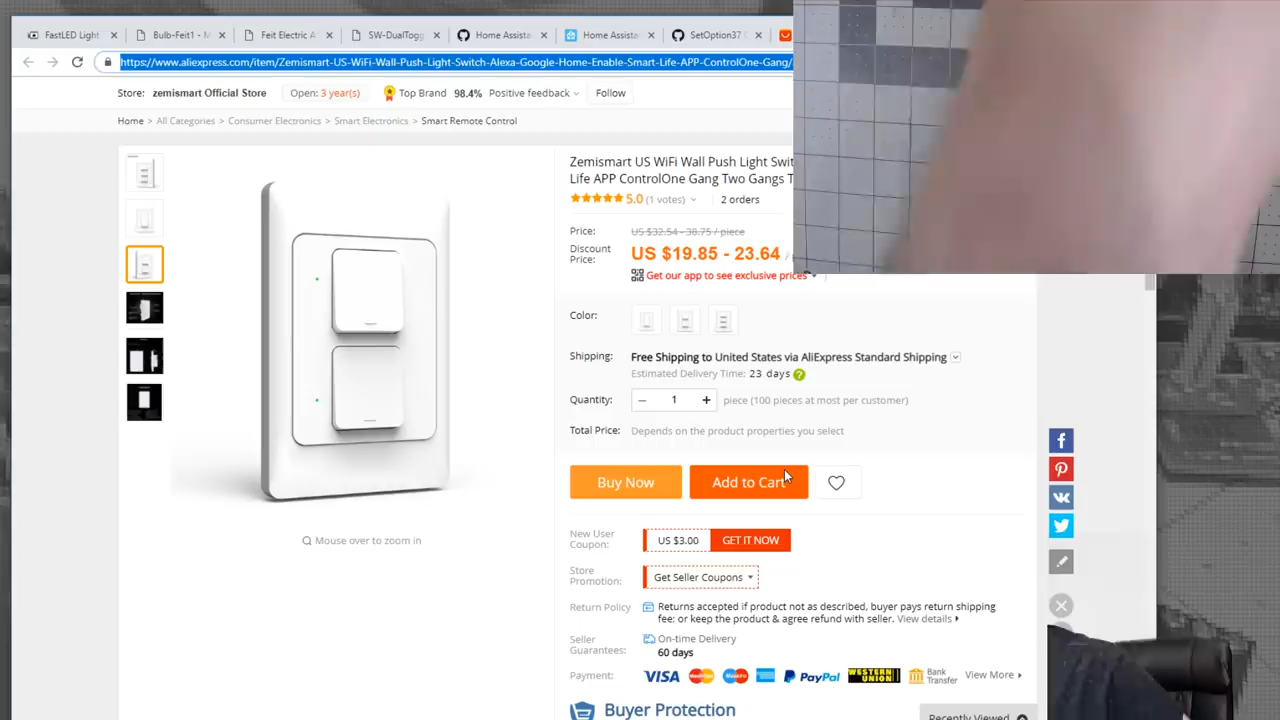 FastLED Light
Bulb-Feit1 - M
Feit Electric A
SW-DualTogg
Home Assista
Home Assista
SetOption37
https://www.aliexpress.com/item/Zemismart-US-WiFi-Wall-Push-Light-Switch-Alexa-Google-Home-Enable-Smart-Life-APP-ControlOne-Gang/
Store: zemismart Official Store Open: 3 year(s) Top Brand 98.4% Positive feedback Follow
Home > All Categories > Consumer Electronics > Smart Electronics > Smart Remote Control
Zemismart US WiFi Wall Push Light Swit
Life APP ControlOne Gang Two Gangs T
5.0 (1 votes) 2 orders
Price: US $32.54 - 38.75 / piece
Discount
Price:
US $19.85 - 23.64 /
Get our app to see exclusive prices
Color:
Shipping: Free Shipping to United States via AliExpress Standard Shipping
Estimated Delivery Time: 23 days ?
Quantity: − 1 + piece (100 pieces at most per customer)
Total Price: Depends on the product properties you select
Buy Now Add to Cart
Mouse over to zoom in
New User
Coupon:
US $3.00 GET IT NOW
Store
Promotion:
Get Seller Coupons
Return Policy Returns accepted if product not as described, buyer pays return shipping
fee; or keep the product & agree refund with seller. View details
Seller
Guarantees:
On-time Delivery
60 days
Payment: VISA MasterCard Maestro PayPal WESTERN UNION Bank Transfer View More
Buyer Protection
Recently Viewed